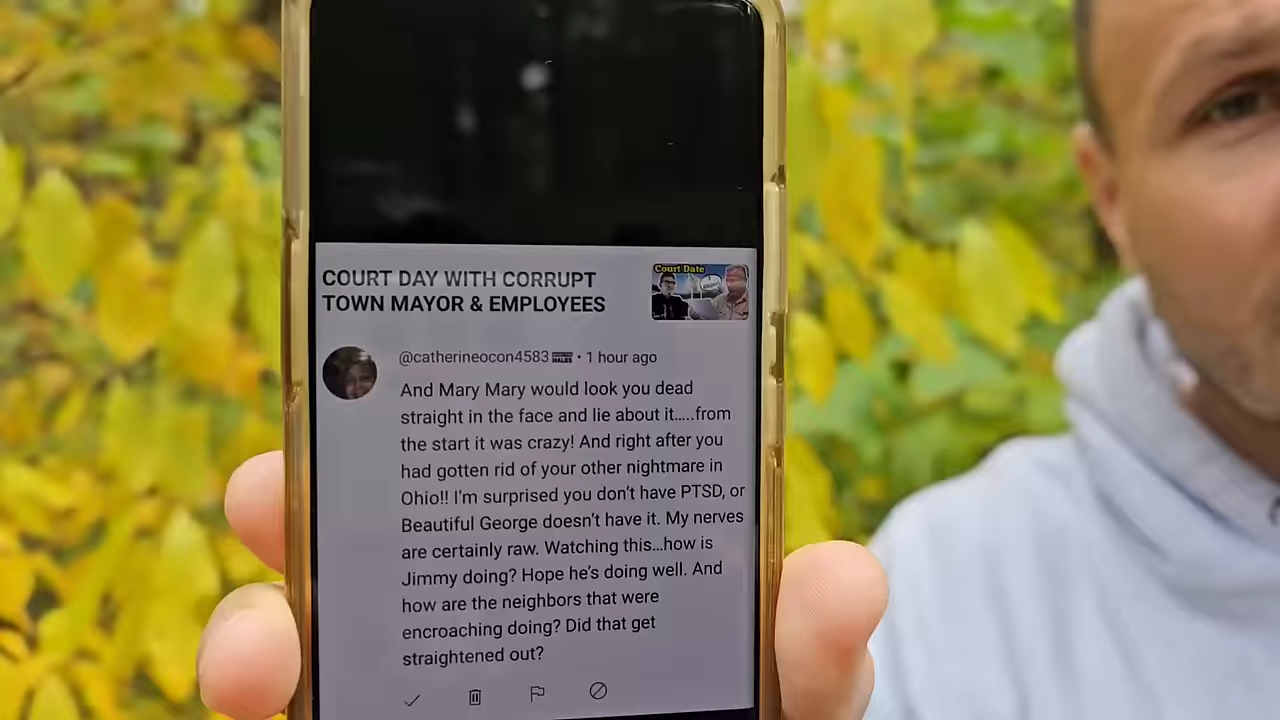 COURT DAY WITH CORRUPT
TOWN MAYOR & EMPLOYEES
Court Date
@catherineocon4583 • 1 hour ago
And Mary Mary would look you dead
straight in the face and lie about it.....from
the start it was crazy! And right after you
had gotten rid of your other nightmare in
Ohio!! I'm surprised you don't have PTSD, or
Beautiful George doesn't have it. My nerves
are certainly raw. Watching this...how is
Jimmy doing? Hope he's doing well. And
how are the neighbors that were
encroaching doing? Did that get
straightened out?